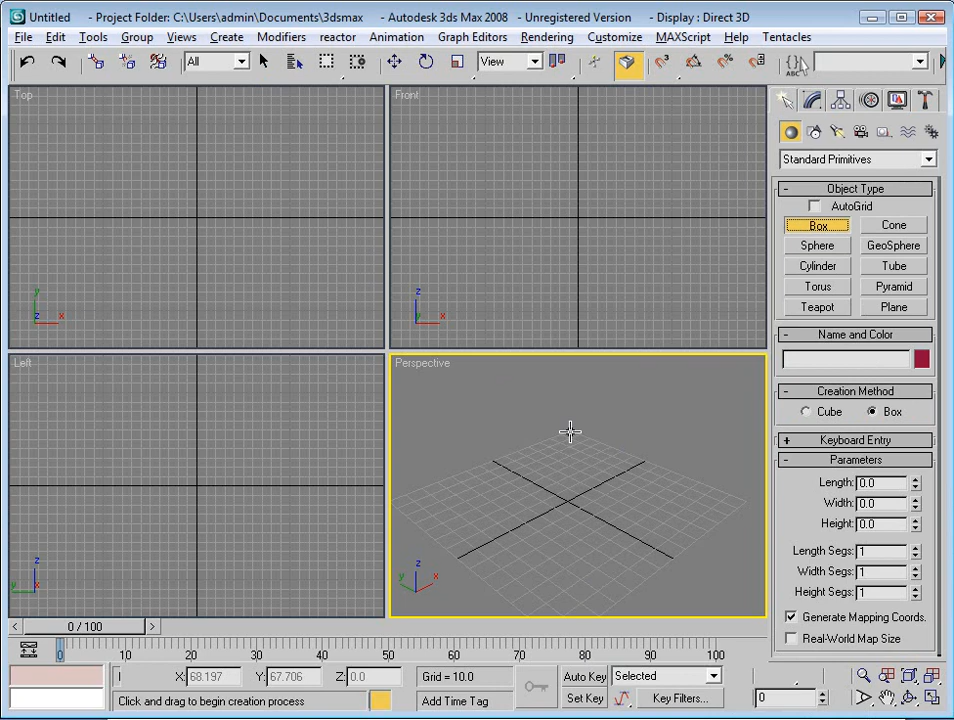 Untitled - Project Folder: C:\Users\admin\Documents\3dsmax - Autodesk 3ds Max 2008 - Unregistered Version - Display : Direct 3D
File Edit Tools Group Views Create Modifiers reactor Animation Graph Editors Rendering Customize MAXScript Help Tentacles
All View ABC
Top Front
Standard Primitives
- Object Type
AutoGrid
Box Cone
Sphere GeoSphere
Cylinder Tube
Torus Pyramid
Teapot Plane
y z x z y x
- Name and Color
Left Perspective
- Creation Method
Cube Box
+ Keyboard Entry
- Parameters
Length: 0.0
Width: 0.0
Height: 0.0
Length Segs: 1
Width Segs: 1
Height Segs: 1
z y x z y x
Generate Mapping Coords.
Real-World Map Size
< 0 / 100 >
0 10 20 30 40 50 60 70 80 90 100
X: 68.197 Y: 67.706 Z: 0.0 Grid = 10.0 Auto Key Selected
Click and drag to begin creation process Add Time Tag Set Key Key Filters... 0